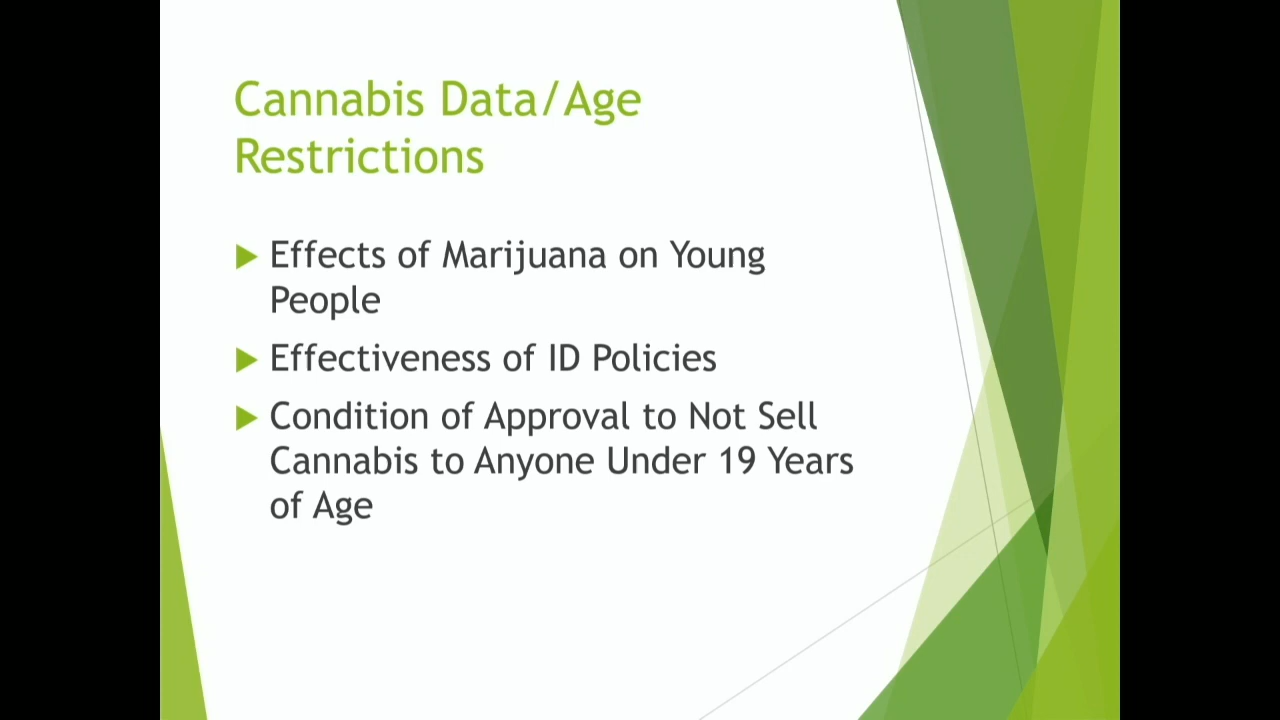 Cannabis Data/Age
Restrictions
Effects of Marijuana on Young
People
Effectiveness of ID Policies
Condition of Approval to Not Sell
Cannabis to Anyone Under 19 Years
of Age